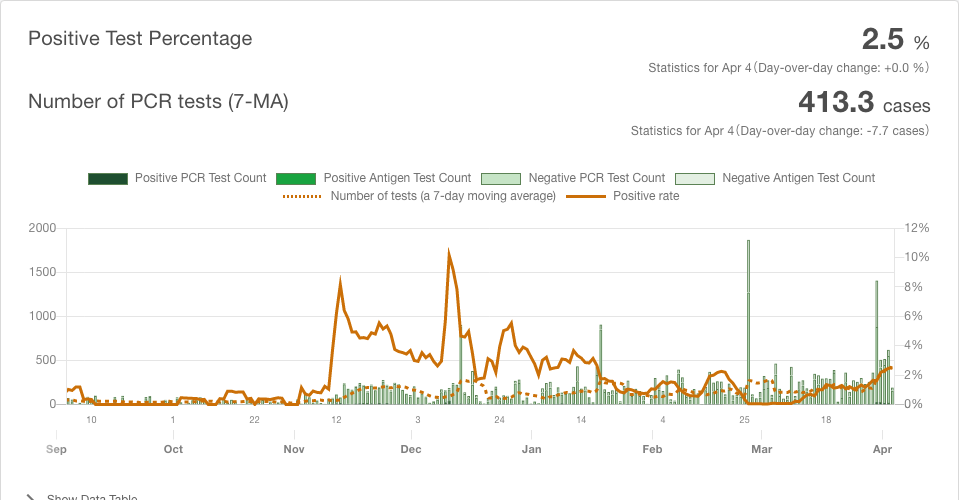 Positive Test Percentage
2.5 %
Statistics for Apr 4(Day-over-day change: +0.0 %)
Number of PCR tests (7-MA)
413.3 cases
Statistics for Apr 4(Day-over-day change: -7.7 cases)
Positive PCR Test Count Positive Antigen Test Count Negative PCR Test Count Negative Antigen Test Count
Number of tests (a 7-day moving average) Positive rate
2000 12%
10%
1500
8%
1000 6%
4%
500
2%
0 0%
10 1 22 12 3 24 14 4 25 18
Sep Oct Nov Dec Jan Feb Mar Apr
Show Data Table